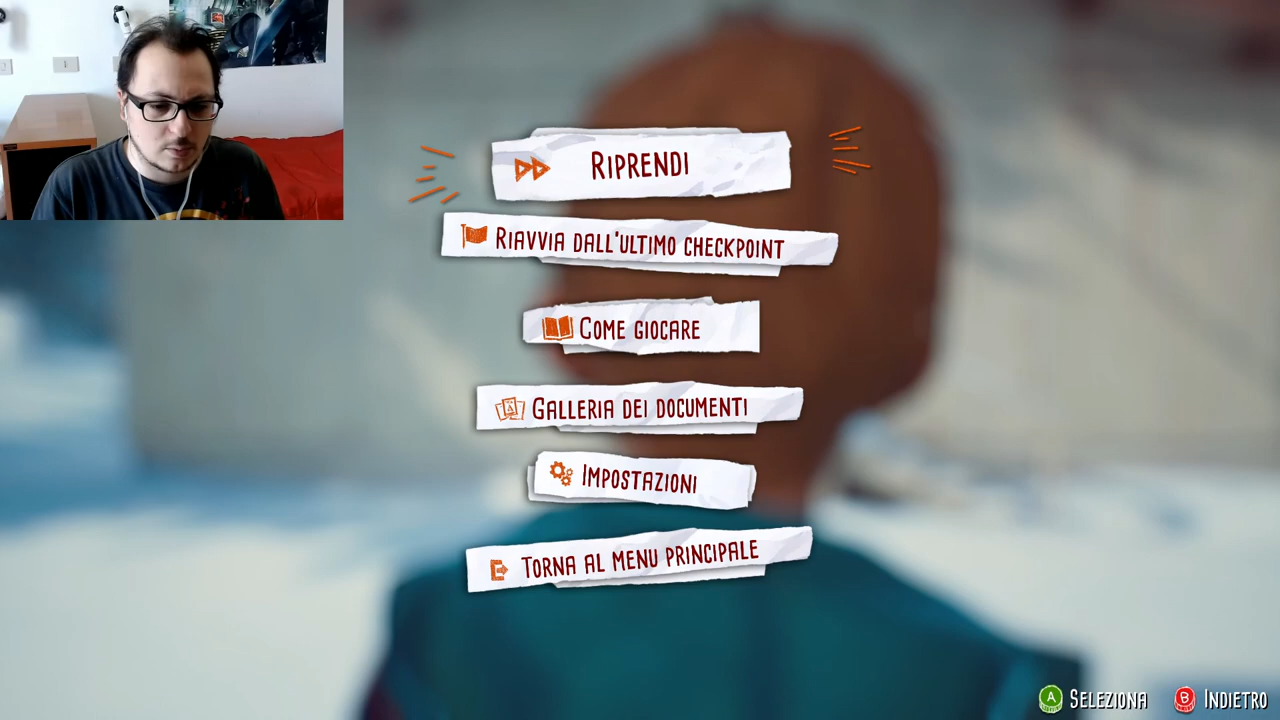 RIPRENDI
RIAVVIA DALL'ULTIMO CHECKPOINT
COME GIOCARE
GALLERIA DEI DOCUMENTI
IMPOSTAZIONI
TORNA AL MENU PRINCIPALE
A SELEZIONA B INDIETRO